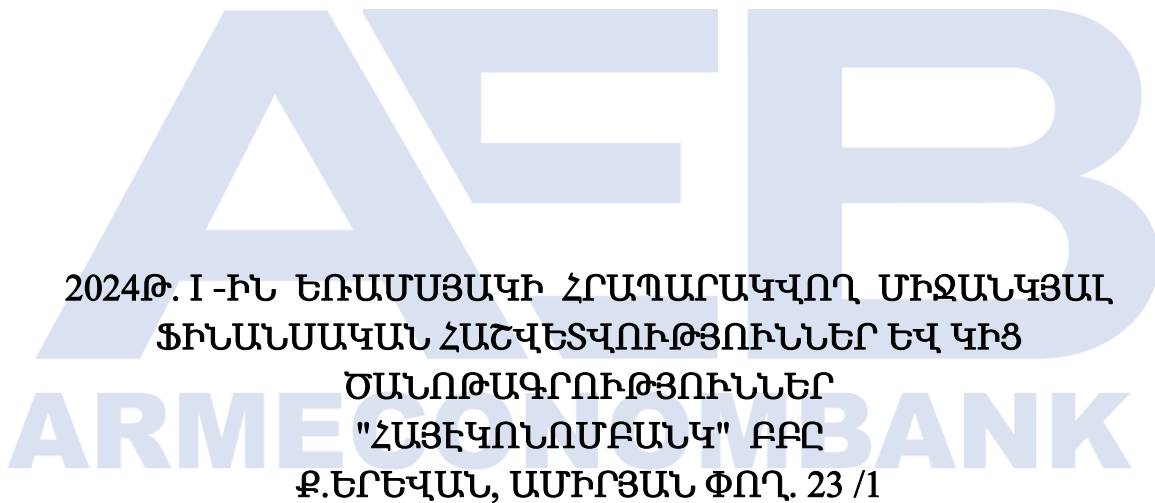 AEB
2024Թ. I -ԻՆ ԵՌԱՄՍՅԱԿԻ ՀՐԱՊԱՐԱԿՎՈՂ ՄԻՋԱՆԿՅԱԼ
ՖԻՆԱՆՍԱԿԱՆ ՀԱՇՎԵՏՎՈՒԹՅՈՒՆՆԵՐ ԵՎ ԿԻՑ
ԾԱՆՈԹԱԳՐՈՒԹՅՈՒՆՆԵՐ
ARMECONOMBANK
"ՀԱՅԷԿՈՆՈՄԲԱՆԿ" ԲԲԸ
Ք.ԵՐԵՎԱՆ, ԱՄԻՐՅԱՆ ՓՈՂ. 23 /1